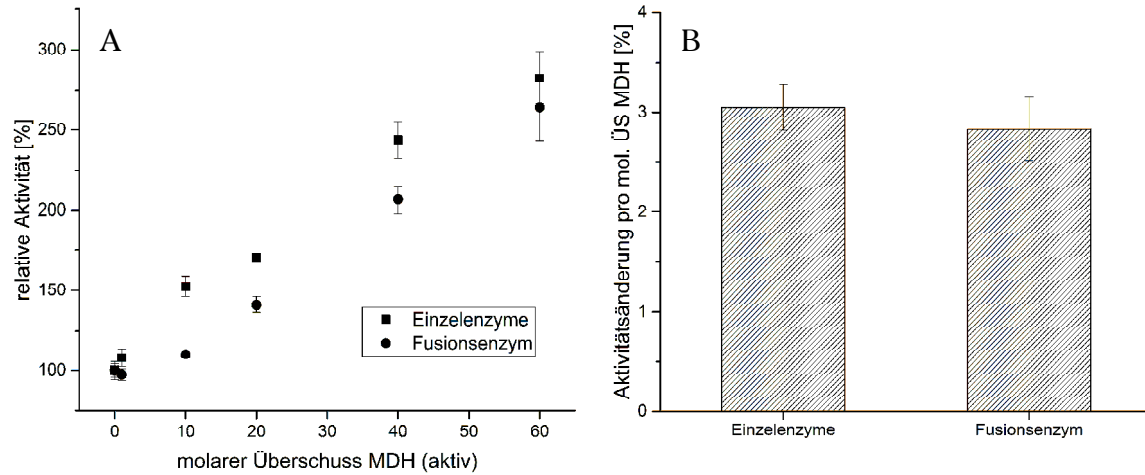 A
relative Aktivität [%]
300
250
200
150
100
0 10 20 30 40 50 60
molarer Überschuss MDH (aktiv)
Einzelenzyme
Fusionsenzym
B
Aktivitätsänderung pro mol. ÜS MDH [%]
4
3
2
1
0
Einzelenzyme Fusionsenzym